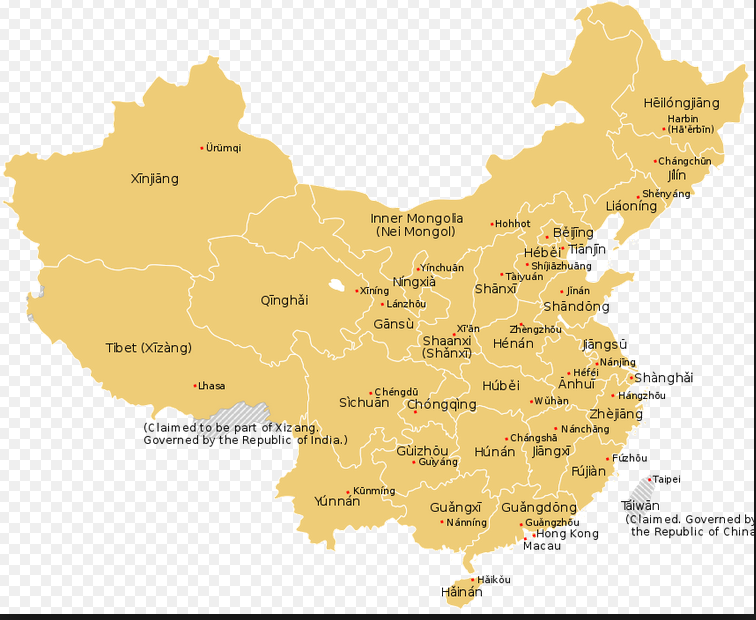 Hēilóngjiāng
Harbin
(Hā'ěrbīn)
Chángchūn
Jílín
Shěnyáng
Liáoníng
Ürümqi
Xīnjiāng
Inner Mongolia
(Nei Mongol)
Hohhot
Běijīng
Tiānjīn
Héběi
Shíjiāzhuāng
Yínchuān
Níngxià
Tàiyuán
Shānxī
Xīníng
Qīnghǎi
Lánzhōu
Jǐnán
Shāndōng
Gānsù
Xī'ān
Zhengzhōu
Shaanxi
(Shǎnxī)
Hénán
Jiāngsū
Tibet (Xīzàng)
Nánjīng
Héféi
Shànghǎi
Ānhuī
Lhasa
Húběi
Chéngdū
Sìchuān
Chóngqìng
Wǔhàn
Hángzhōu
Zhèjiāng
(Claimed to be part of Xizang.
Governed by the Republic of India.)
Nánchāng
Chángshā
Gùizhōu
Húnán
Jiāngxī
Guìyáng
Fúzhōu
Fújiàn
Taipei
Kūnmíng
Yúnnán
Guǎngxī
Guǎngdōng
Táiwān
(Claimed. Governed by
the Republic of China
Nánníng
Guǎngzhōu
Hong Kong
Macau
Hǎikǒu
Hǎinán